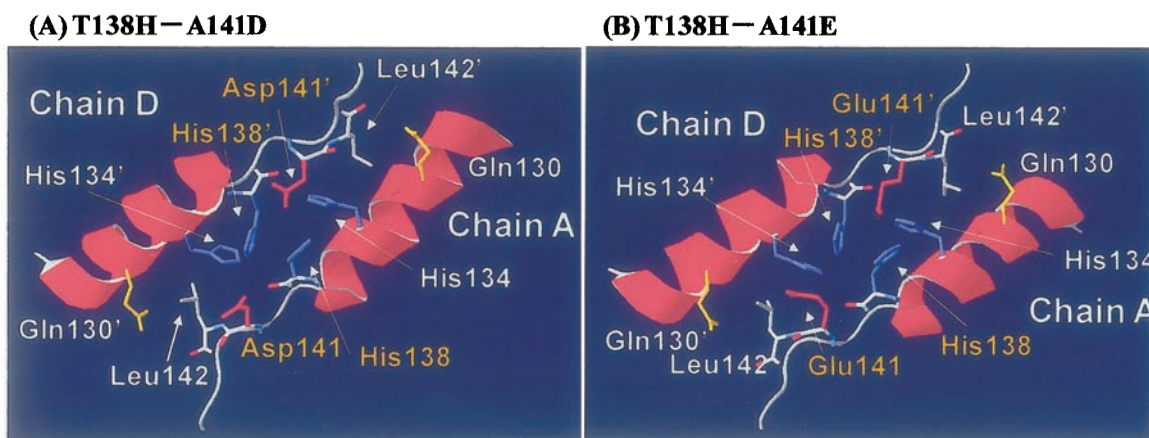 (A) T138H－A141D
Leu142’
Asp141’
Chain D
His138’
His134’
Gln130
Chain A
His134
Gln130’
Asp141
His138
Leu142
(B) T138H－A141E
Glu141’
Leu142’
Chain D
His138’
Gln130
His134’
His134
Chain A
Gln130’
His138
Leu142
Glu141